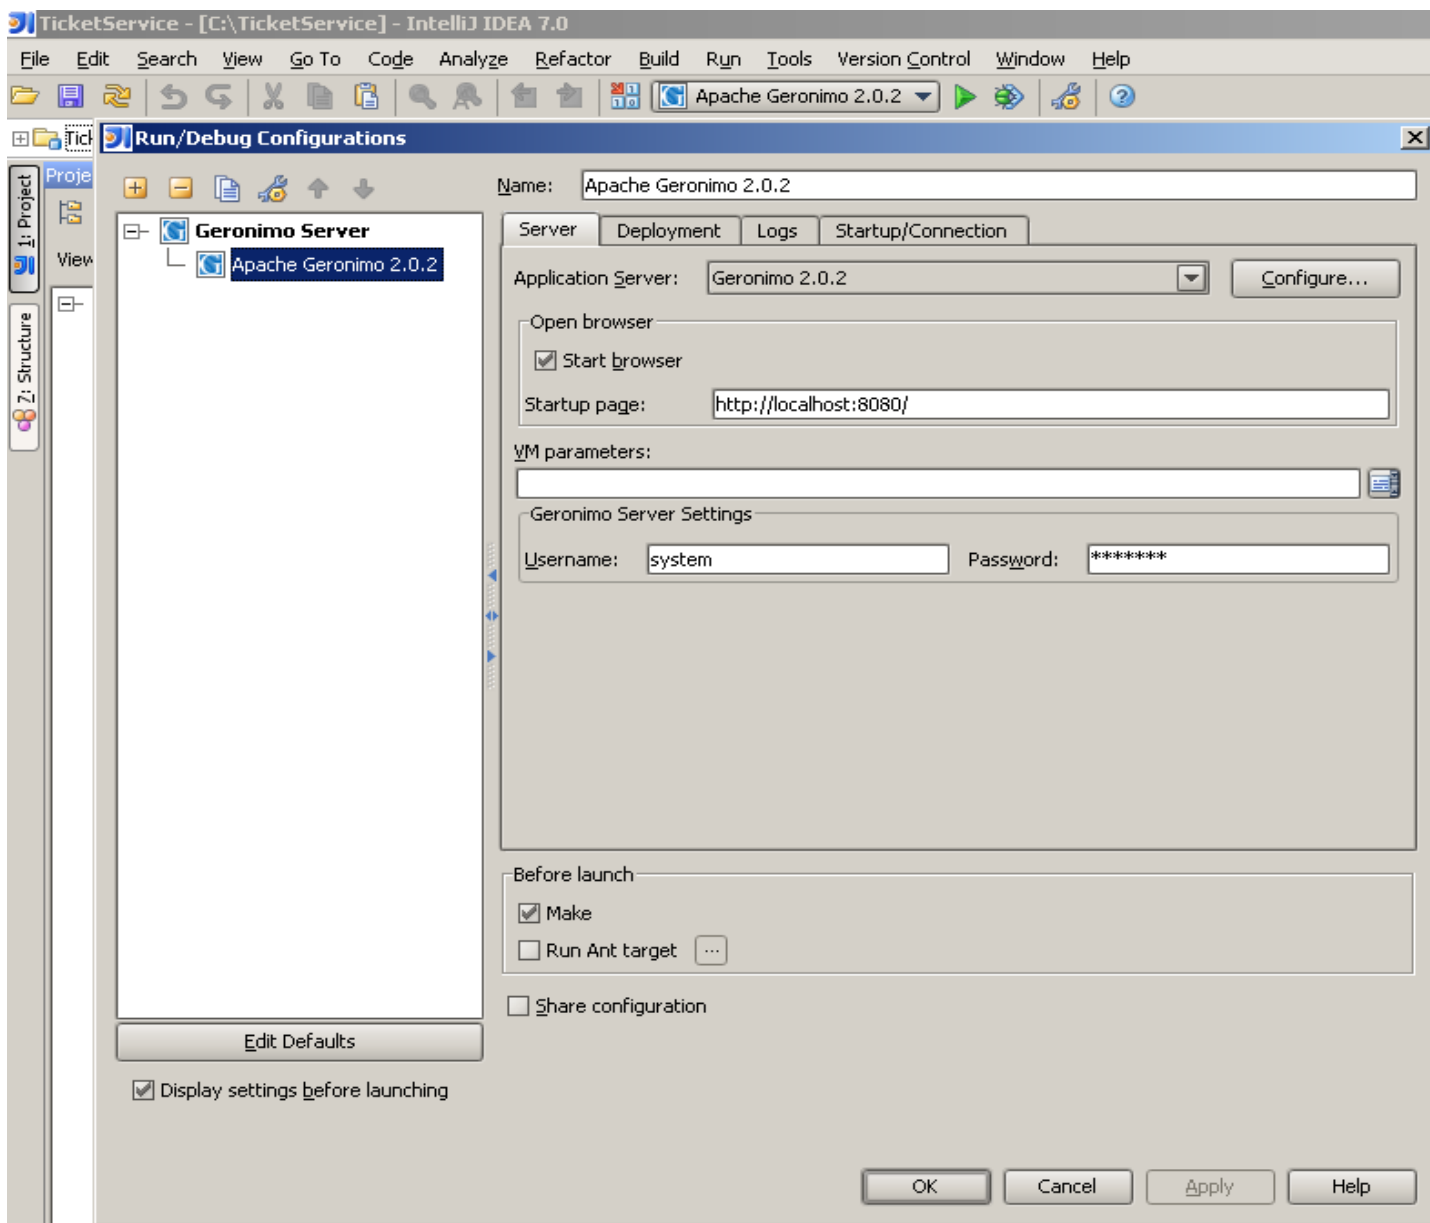 TicketService - [C:\TicketService] - IntelliJ IDEA 7.0
File Edit Search View Go To Code Analyze Refactor Build Run Tools Version Control Window Help
Apache Geronimo 2.0.2
Run/Debug Configurations
1: Project
7: Structure
View
Name: Apache Geronimo 2.0.2
Geronimo Server
Apache Geronimo 2.0.2
Server Deployment Logs Startup/Connection
Application Server: Geronimo 2.0.2 Configure...
Open browser
Start browser
Startup page: http://localhost:8080/
VM parameters:
Geronimo Server Settings
Username: system Password: *******
Before launch
Make
Run Ant target ...
Share configuration
Edit Defaults
Display settings before launching
OK Cancel Apply Help